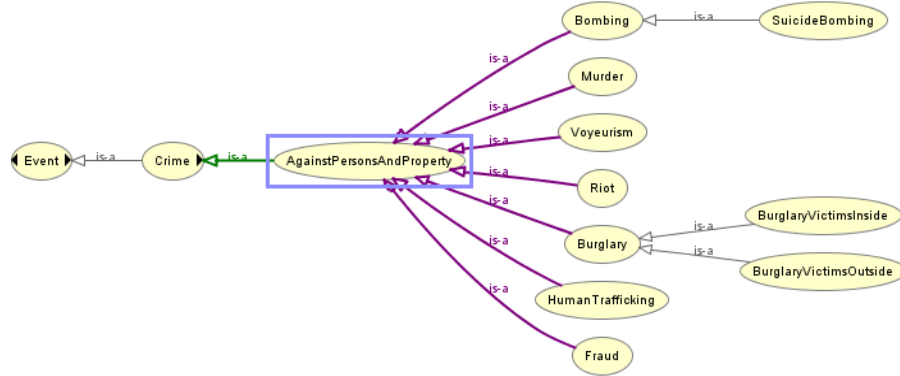 Bombing
is-a
SuicideBombing
is-a
Murder
is-a
Voyeurism
is-a
Event
is-a
Crime
is-a
AgainstPersonsAndProperty
is-a
Riot
is-a
Burglary
is-a
BurglaryVictimsInside
is-a
BurglaryVictimsOutside
is-a
HumanTrafficking
is-a
Fraud